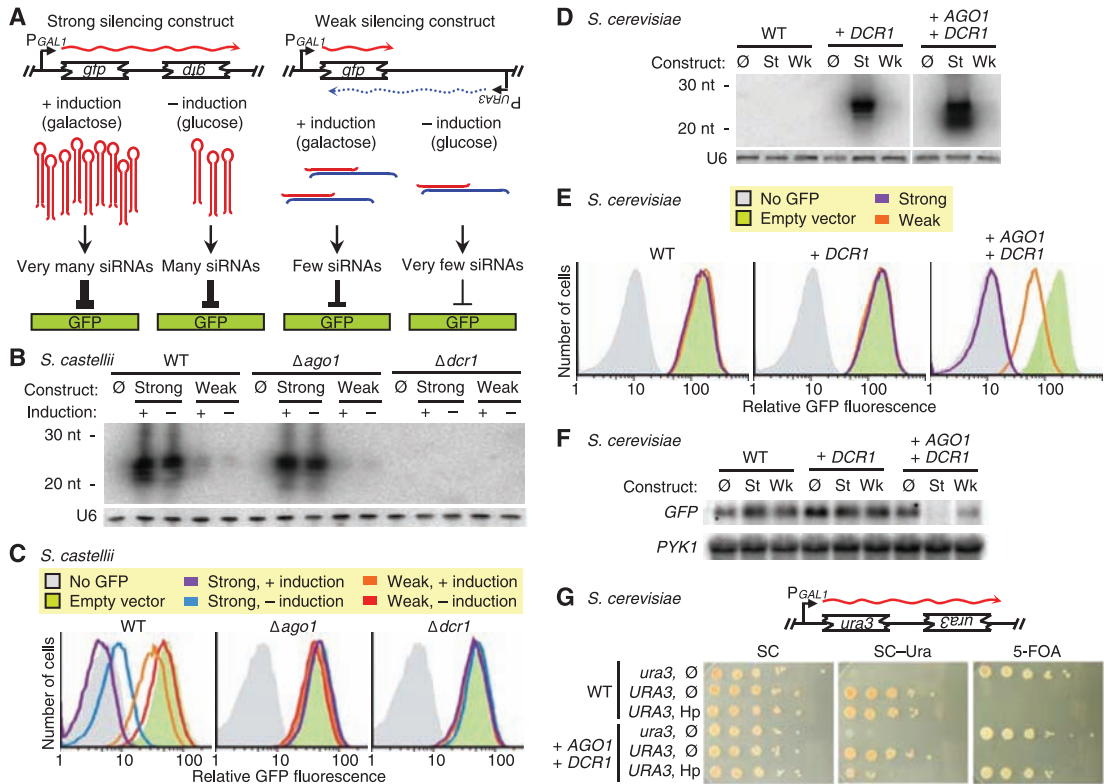 A
Strong silencing construct
Weak silencing construct
PGAL1
gfp
gfp
PGAL1
gfp
PURA3
+ induction
(galactose)
− induction
(glucose)
+ induction
(galactose)
− induction
(glucose)
Very many siRNAs
Many siRNAs
Few siRNAs
Very few siRNAs
GFP
GFP
GFP
GFP
B
S. castellii
WT
Δago1
Δdcr1
Construct: Ø Strong Weak Ø Strong Weak Ø Strong Weak
Induction: + − + − + − + − + − + −
30 nt -
20 nt -
U6
C
S. castellii
No GFP
Strong, + induction
Weak, + induction
Empty vector
Strong, − induction
Weak, − induction
WT
Δago1
Δdcr1
Number of cells
1 10 100 1 10 100 1 10 100
Relative GFP fluorescence
D
S. cerevisiae
WT
+ DCR1
+ AGO1
+ DCR1
Construct: Ø St Wk Ø St Wk Ø St Wk
30 nt -
20 nt -
U6
E
S. cerevisiae
No GFP
Strong
Empty vector
Weak
WT
+ DCR1
+ AGO1
+ DCR1
Number of cells
1 10 100 1 10 100 1 10 100
Relative GFP fluorescence
F
S. cerevisiae
WT
+ DCR1
+ AGO1
+ DCR1
Construct: Ø St Wk Ø St Wk Ø St Wk
GFP
PYK1
G
S. cerevisiae
PGAL1
ura3
ura3
SC
SC–Ura
5-FOA
WT
ura3, Ø
URA3, Ø
URA3, Hp
+ AGO1
+ DCR1
ura3, Ø
URA3, Ø
URA3, Hp